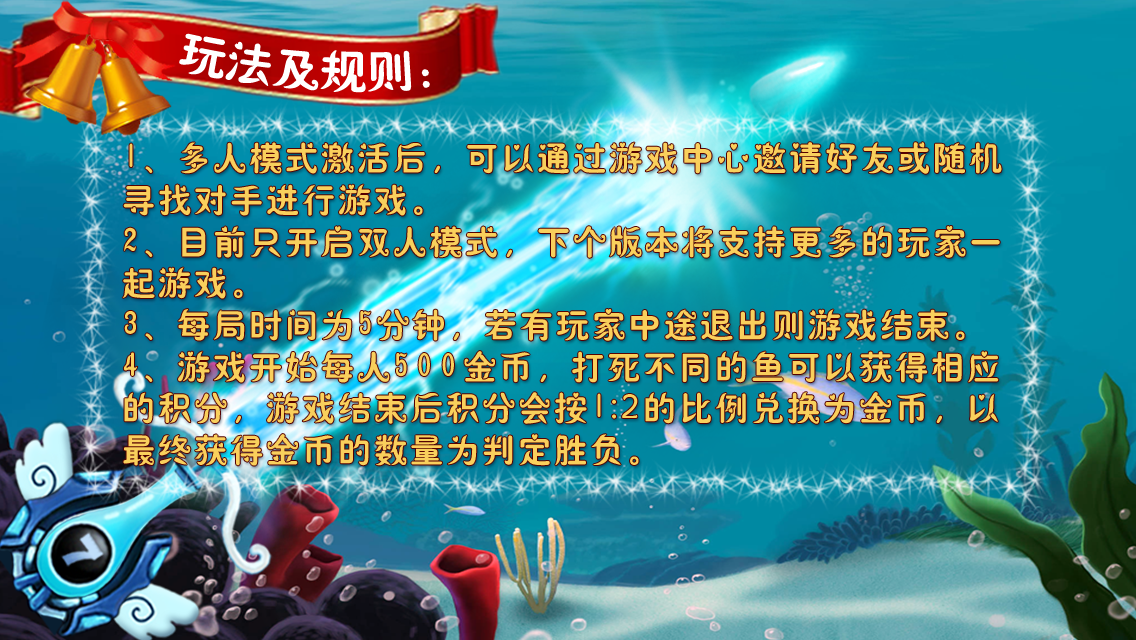 玩法及规则：
1、多人模式激活后，可以通过游戏中心邀请好友或随机
寻找对手进行游戏。
2、目前只开启双人模式，下个版本将支持更多的玩家一
起游戏。
3、每局时间为5分钟，若有玩家中途退出则游戏结束。
4、游戏开始每人500金币，打死不同的鱼可以获得相应
的积分，游戏结束后积分会按1:2的比例兑换为金币，以
最终获得金币的数量为判定胜负。
7